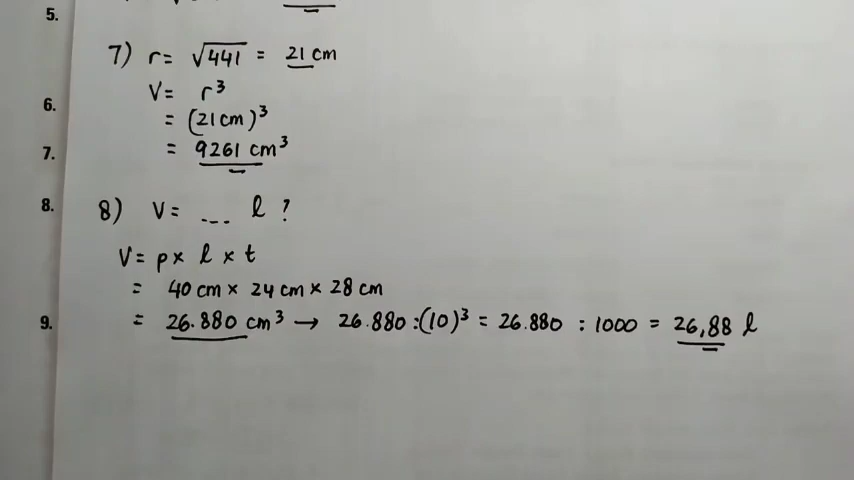 5.
7) r = √441 = 21 cm
V = r³
6.
= (21 cm)³
7.
= 9261 cm³
8.
8) V = ... l ?
V = p × l × t
= 40 cm × 24 cm × 28 cm
9.
= 26.880 cm³ → 26.880 : (10)³ = 26.880 : 1000 = 26,88 l